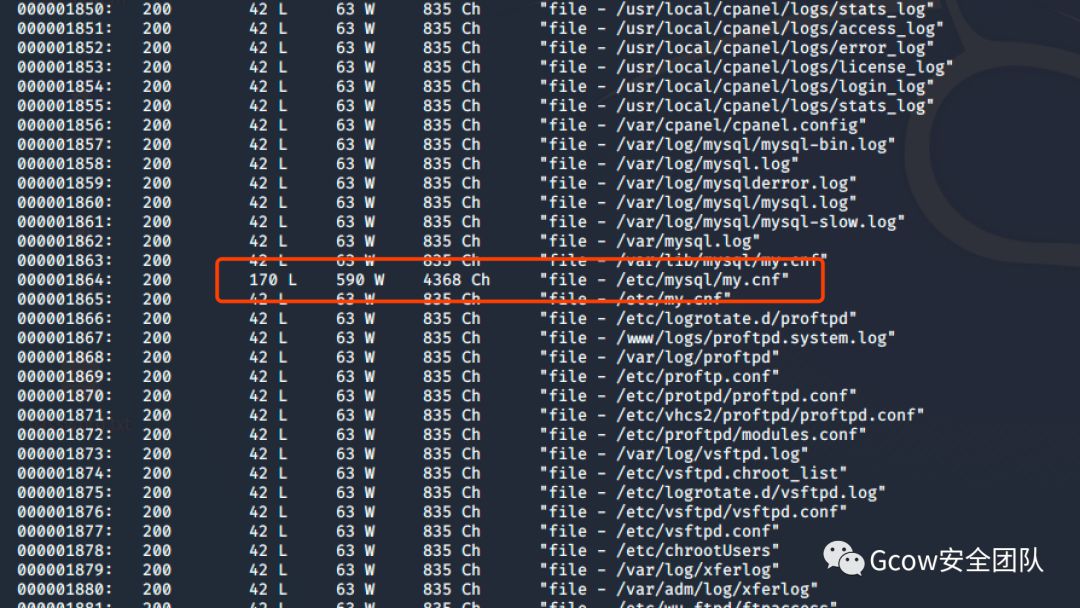 000001850: 200 42 L 63 W 835 Ch "file - /usr/local/cpanel/logs/stats_log"
000001851: 200 42 L 63 W 835 Ch "file - /usr/local/cpanel/logs/access_log"
000001852: 200 42 L 63 W 835 Ch "file - /usr/local/cpanel/logs/error_log"
000001853: 200 42 L 63 W 835 Ch "file - /usr/local/cpanel/logs/license_log"
000001854: 200 42 L 63 W 835 Ch "file - /usr/local/cpanel/logs/login_log"
000001855: 200 42 L 63 W 835 Ch "file - /usr/local/cpanel/logs/stats_log"
000001856: 200 42 L 63 W 835 Ch "file - /var/cpanel/cpanel.config"
000001857: 200 42 L 63 W 835 Ch "file - /var/log/mysql/mysql-bin.log"
000001858: 200 42 L 63 W 835 Ch "file - /var/log/mysql.log"
000001859: 200 42 L 63 W 835 Ch "file - /var/log/mysqlderror.log"
000001860: 200 42 L 63 W 835 Ch "file - /var/log/mysql/mysql.log"
000001861: 200 42 L 63 W 835 Ch "file - /var/log/mysql/mysql-slow.log"
000001862: 200 42 L 63 W 835 Ch "file - /var/mysql.log"
000001863: 200 42 L 63 W 835 Ch "file - /var/lib/mysql/my.cnf"
000001864: 200 170 L 590 W 4368 Ch "file - /etc/mysql/my.cnf"
000001865: 200 42 L 63 W 835 Ch "file - /etc/my.cnf"
000001866: 200 42 L 63 W 835 Ch "file - /etc/logrotate.d/proftpd"
000001867: 200 42 L 63 W 835 Ch "file - /www/logs/proftpd.system.log"
000001868: 200 42 L 63 W 835 Ch "file - /var/log/proftpd"
000001869: 200 42 L 63 W 835 Ch "file - /etc/proftp.conf"
000001870: 200 42 L 63 W 835 Ch "file - /etc/protpd/proftpd.conf"
000001871: 200 42 L 63 W 835 Ch "file - /etc/vhcs2/proftpd/proftpd.conf"
000001872: 200 42 L 63 W 835 Ch "file - /etc/proftpd/modules.conf"
000001873: 200 42 L 63 W 835 Ch "file - /var/log/vsftpd.log"
000001874: 200 42 L 63 W 835 Ch "file - /etc/vsftpd.chroot_list"
000001875: 200 42 L 63 W 835 Ch "file - /etc/logrotate.d/vsftpd.log"
000001876: 200 42 L 63 W 835 Ch "file - /etc/vsftpd/vsftpd.conf"
000001877: 200 42 L 63 W 835 Ch "file - /etc/vsftpd.conf"
000001878: 200 42 L 63 W 835 Ch "file - /etc/chrootUsers"
000001879: 200 42 L 63 W 835 Ch "file - /var/log/xferlog"
000001880: 200 42 L 63 W 835 Ch "file - /var/adm/log/xferlog"
000001881: 200 42 L 63 W 835 Ch "file - /etc/wu-ftpd/ftpaccess"
Gcow安全团队